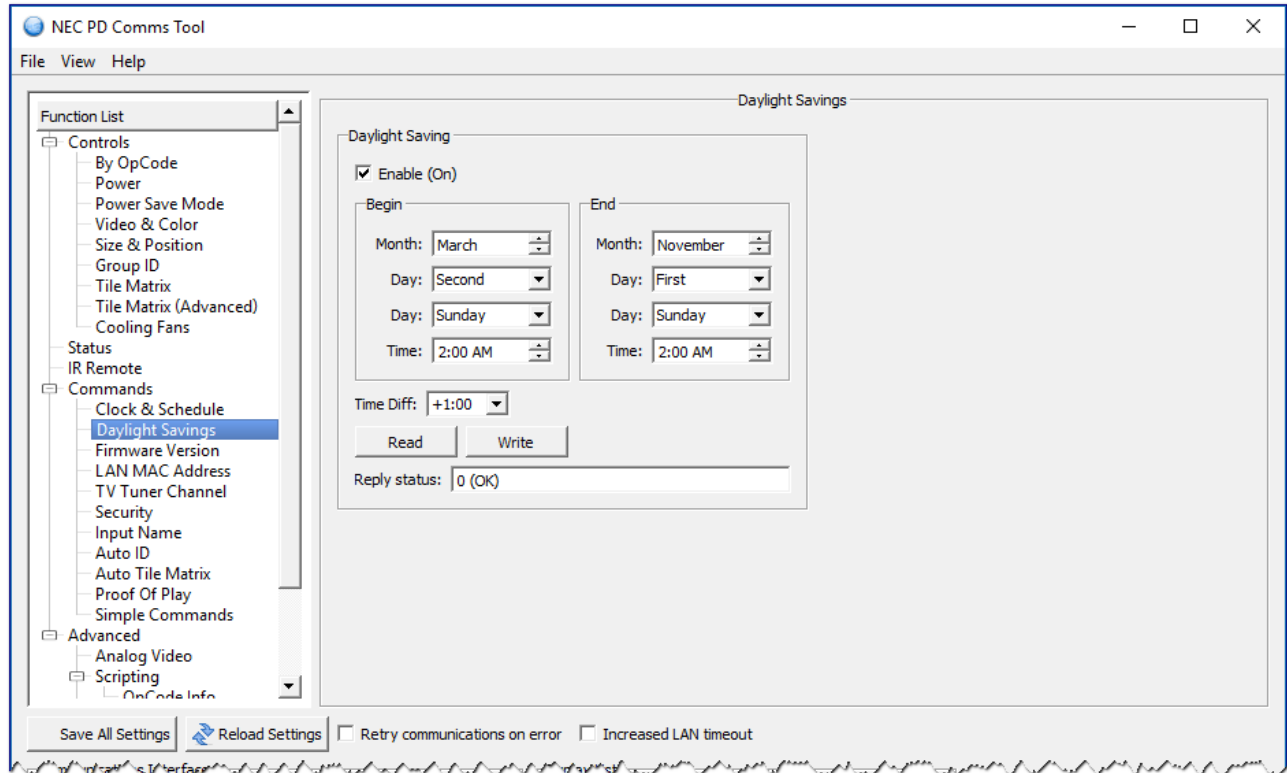 NEC PD Comms Tool
File View Help
Function List
Controls
By OpCode
Power
Power Save Mode
Video & Color
Size & Position
Group ID
Tile Matrix
Tile Matrix (Advanced)
Cooling Fans
Status
IR Remote
Commands
Clock & Schedule
Daylight Savings
Firmware Version
LAN MAC Address
TV Tuner Channel
Security
Input Name
Auto ID
Auto Tile Matrix
Proof Of Play
Simple Commands
Advanced
Analog Video
Scripting
OpCode Info
Daylight Savings
Daylight Saving
Enable (On)
Begin
Month: March
Day: Second
Day: Sunday
Time: 2:00 AM
End
Month: November
Day: First
Day: Sunday
Time: 2:00 AM
Time Diff: +1:00
Read Write
Reply status: 0 (OK)
Save All Settings Reload Settings Retry communications on error Increased LAN timeout